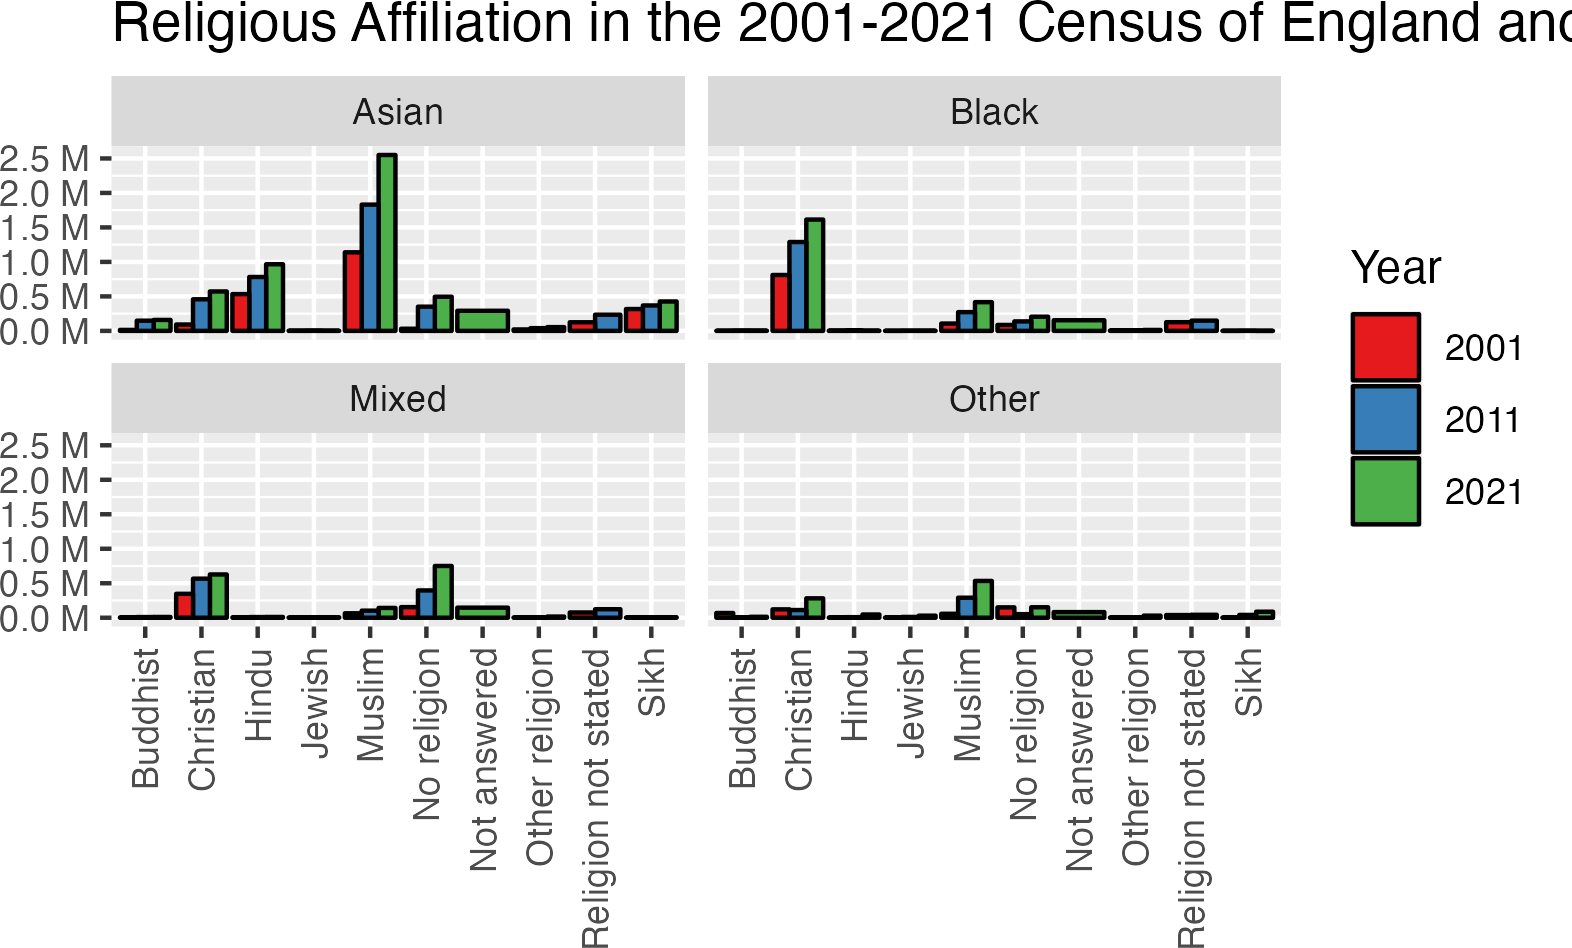 Religious Affiliation in the 2001-2021 Census of England and
Asian
Black
2.5 M
2.0 M
1.5 M
1.0 M
0.5 M
0.0 M
Mixed
Other
2.5 M
2.0 M
1.5 M
1.0 M
0.5 M
0.0 M
Buddhist
Christian
Hindu
Jewish
Muslim
No religion
Not answered
Other religion
Religion not stated
Sikh
Buddhist
Christian
Hindu
Jewish
Muslim
No religion
Not answered
Other religion
Religion not stated
Sikh
Year
2001
2011
2021